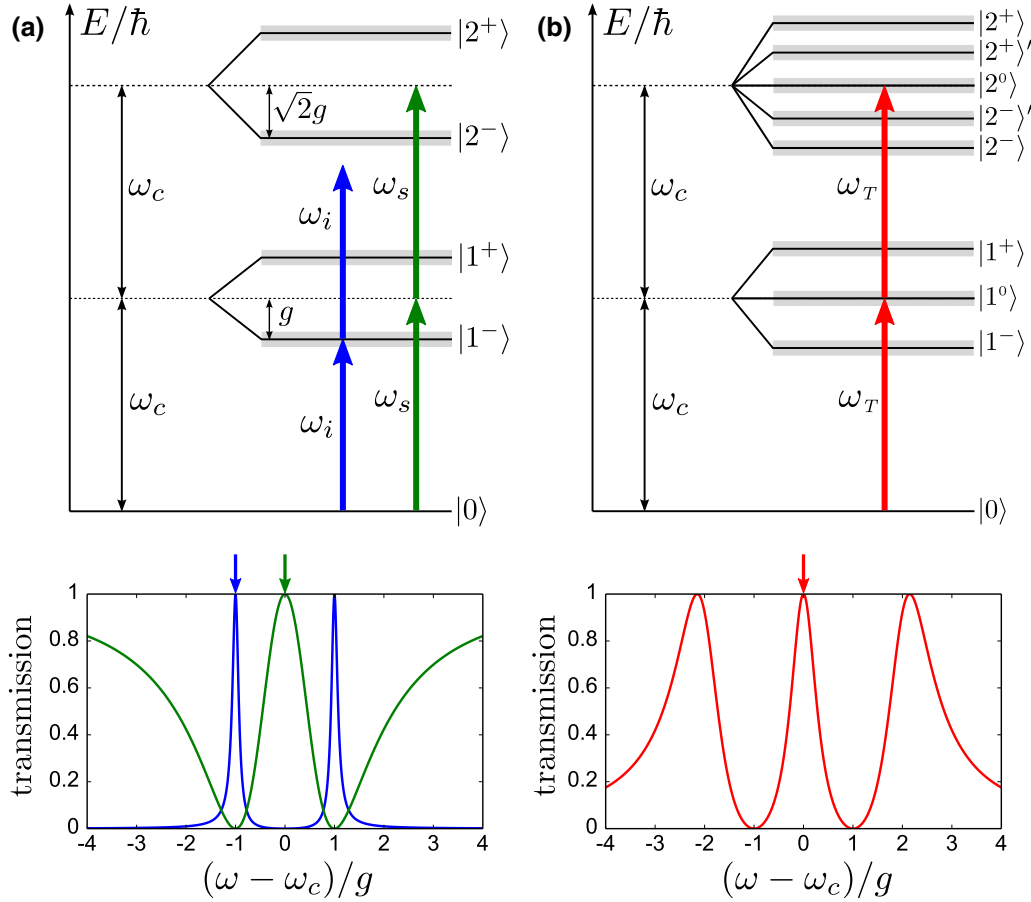 (a)
E/ħ
|2⁺⟩
√2g
|2⁻⟩
ω_c
ω_s
ω_i
|1⁺⟩
g
|1⁻⟩
ω_c
ω_s
ω_i
|0⟩
(b)
E/ħ
|2⁺⟩
|2⁺⟩′
|2⁰⟩
|2⁻⟩′
|2⁻⟩
ω_c
ω_T
|1⁺⟩
|1⁰⟩
|1⁻⟩
ω_c
ω_T
|0⟩
transmission
1
0.8
0.6
0.4
0.2
0
-4 -3 -2 -1 0 1 2 3 4
(ω − ω_c)/g
transmission
1
0.8
0.6
0.4
0.2
0
-4 -3 -2 -1 0 1 2 3 4
(ω − ω_c)/g